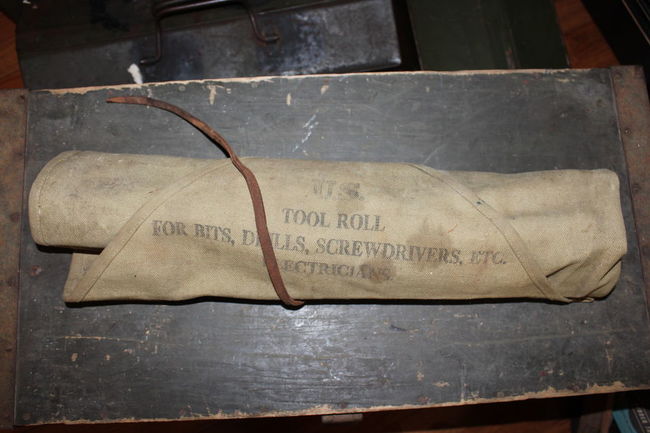 TOOL ROLL
FOR BITS, DRILLS, SCREWDRIVERS, ETC.
ELECTRICIANS